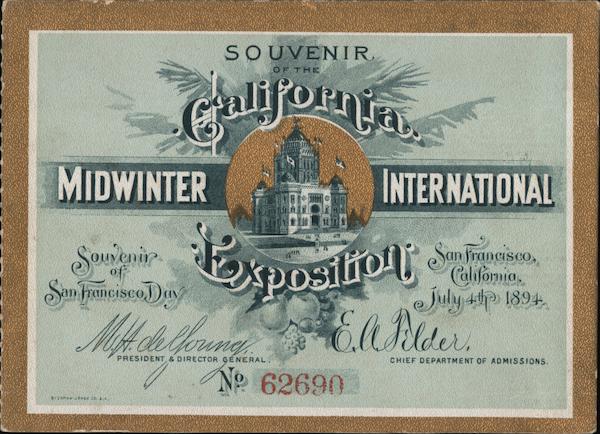 SOUVENIR
OF THE
California
MIDWINTER INTERNATIONAL
Exposition
Souvenir
of
San Francisco Day
San Francisco,
California,
July 4th 1894.
M.H. de Young
PRESIDENT & DIRECTOR GENERAL.
E. A. Pilder.
CHIEF DEPARTMENT OF ADMISSIONS.
No 62690